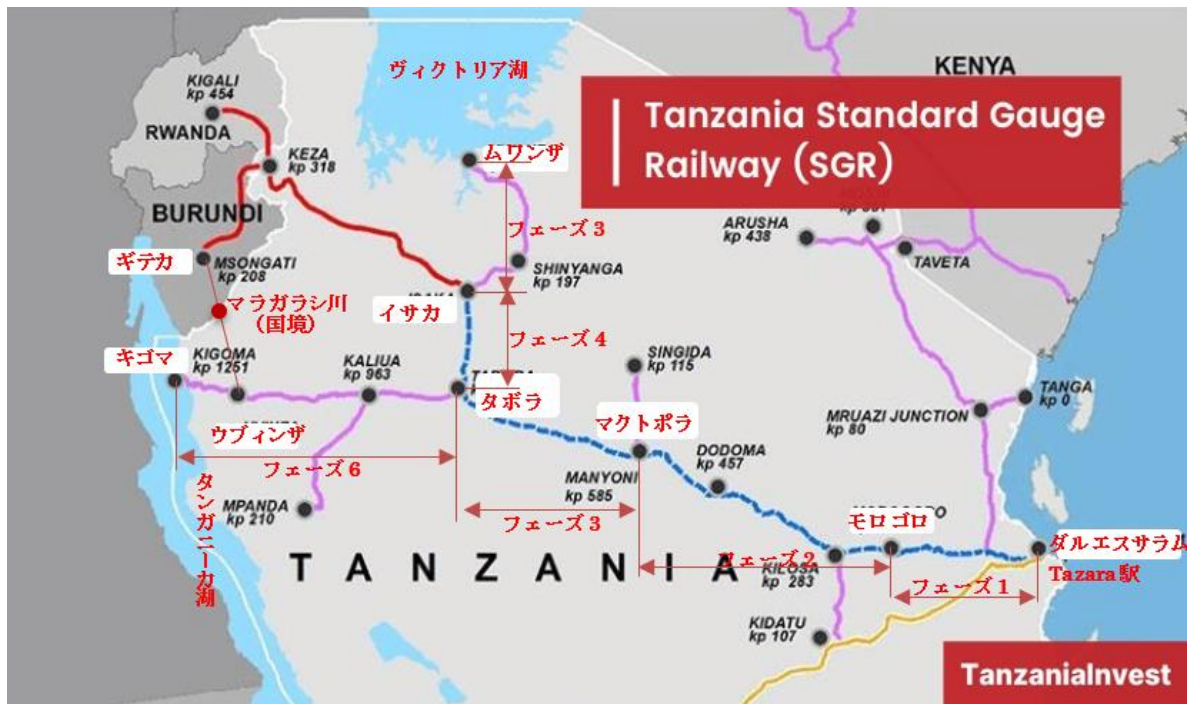 ヴィクトリア湖
KENYA
KIGALI
kp 454
RWANDA
Tanzania Standard Gauge
Railway (SGR)
KEZA
kp 318
ムワンザ
BURUNDI
フェーズ3
ARUSHA
kp 438
TAVETA
ギテカ
MSONGATI
kp 208
SHINYANGA
kp 197
マラガラシ川
(国境)
イサカ
フェーズ4
キゴマ
KIGOMA
kp 1251
KALIUA
kp 963
SINGIDA
kp 115
TANGA
kp 0
タボラ
MRUAZI JUNCTION
kp 80
マクトポラ
ウブィンザ
フェーズ6
DODOMA
kp 457
MANYONI
kp 585
タンガニーカ湖
MPANDA
kp 210
フェーズ3
モロゴロ
ダルエスサラム
Tazara駅
TANZANIA
フェーズ2
KILOSA
kp 283
フェーズ1
KIDATU
kp 107
TanzaniaInvest